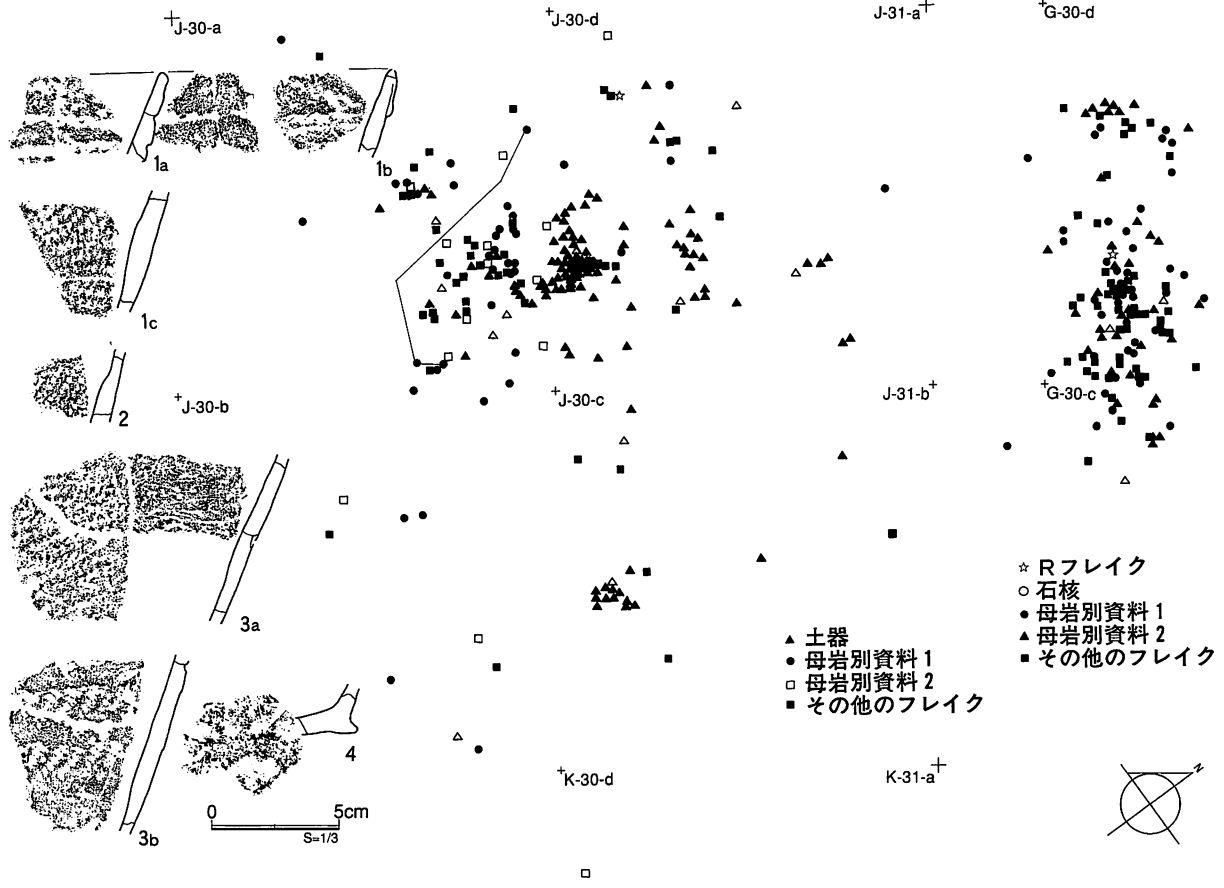 J-30-a
J-30-d
J-31-a
G-30-d
1a
1b
1c
2
J-30-b
J-30-c
J-31-b
G-30-c
3a
3b
4
0 5cm
S=1/3
▲ 土器
● 母岩別資料1
□ 母岩別資料2
■ その他のフレイク
☆ Rフレイク
○ 石核
● 母岩別資料1
▲ 母岩別資料2
■ その他のフレイク
K-30-d
K-31-a
N